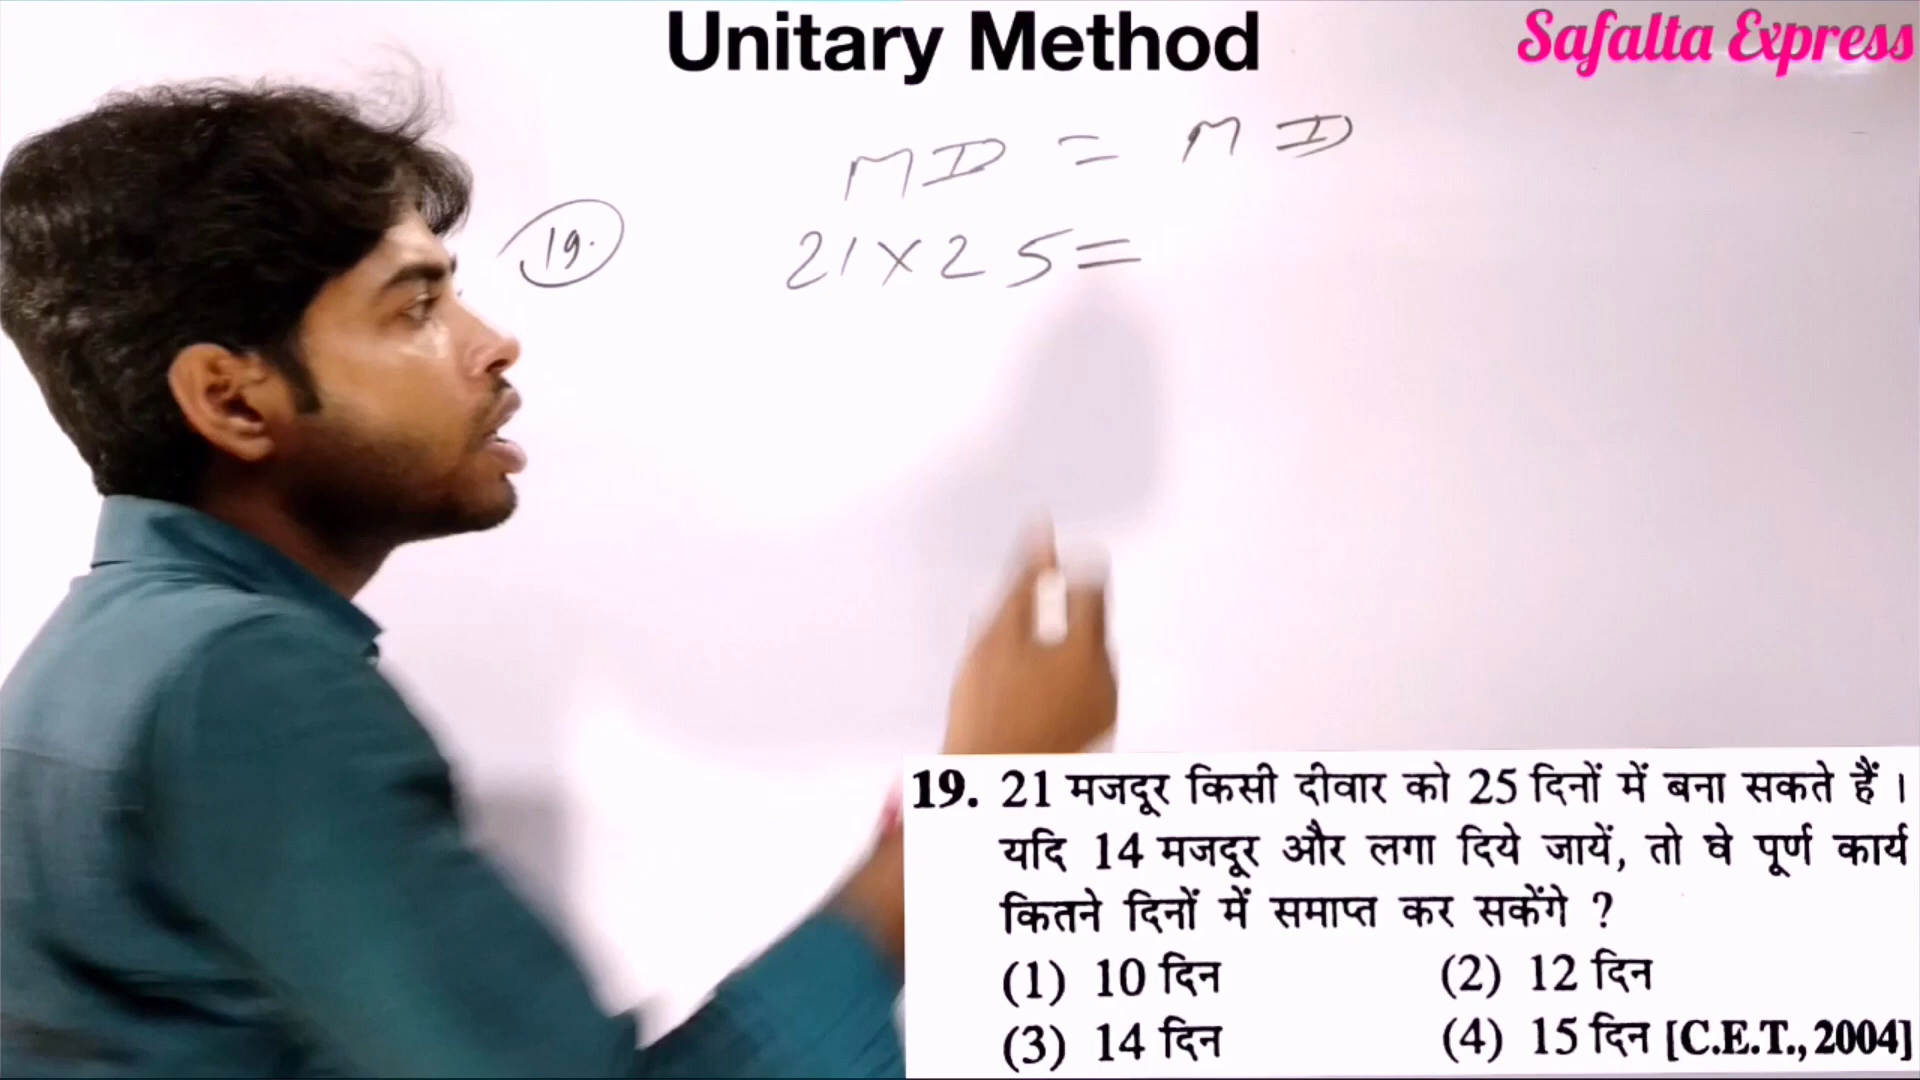 Unitary Method
Safalta Express
MD = MD
19.
21 × 25 =
19. 21 मजदूर किसी दीवार को 25 दिनों में बना सकते हैं ।
यदि 14 मजदूर और लगा दिये जायें, तो वे पूर्ण कार्य
कितने दिनों में समाप्त कर सकेंगे ?
(1) 10 दिन (2) 12 दिन
(3) 14 दिन (4) 15 दिन [C.E.T., 2004]